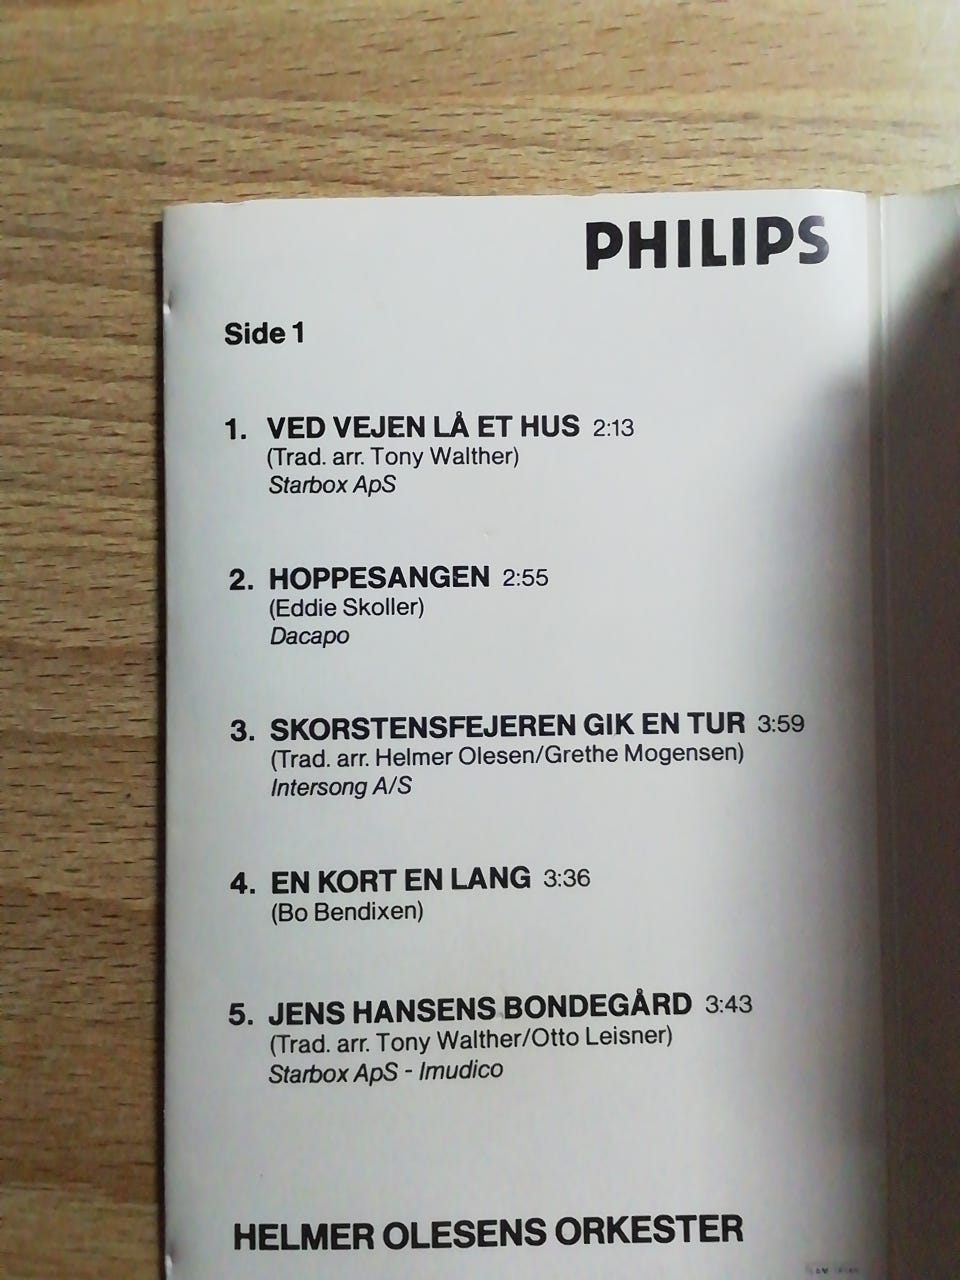 PHILIPS
Side 1
1. VED VEJEN LÅ ET HUS 2:13
(Trad. arr. Tony Walther)
Starbox ApS
2. HOPPESANGEN 2:55
(Eddie Skoller)
Dacapo
3. SKORSTENSFEJEREN GIK EN TUR 3:59
(Trad. arr. Helmer Olesen/Grethe Mogensen)
Intersong A/S
4. EN KORT EN LANG 3:36
(Bo Bendixen)
5. JENS HANSENS BONDEGÅRD 3:43
(Trad. arr. Tony Walther/Otto Leisner)
Starbox ApS - Imudico
HELMER OLESENS ORKESTER